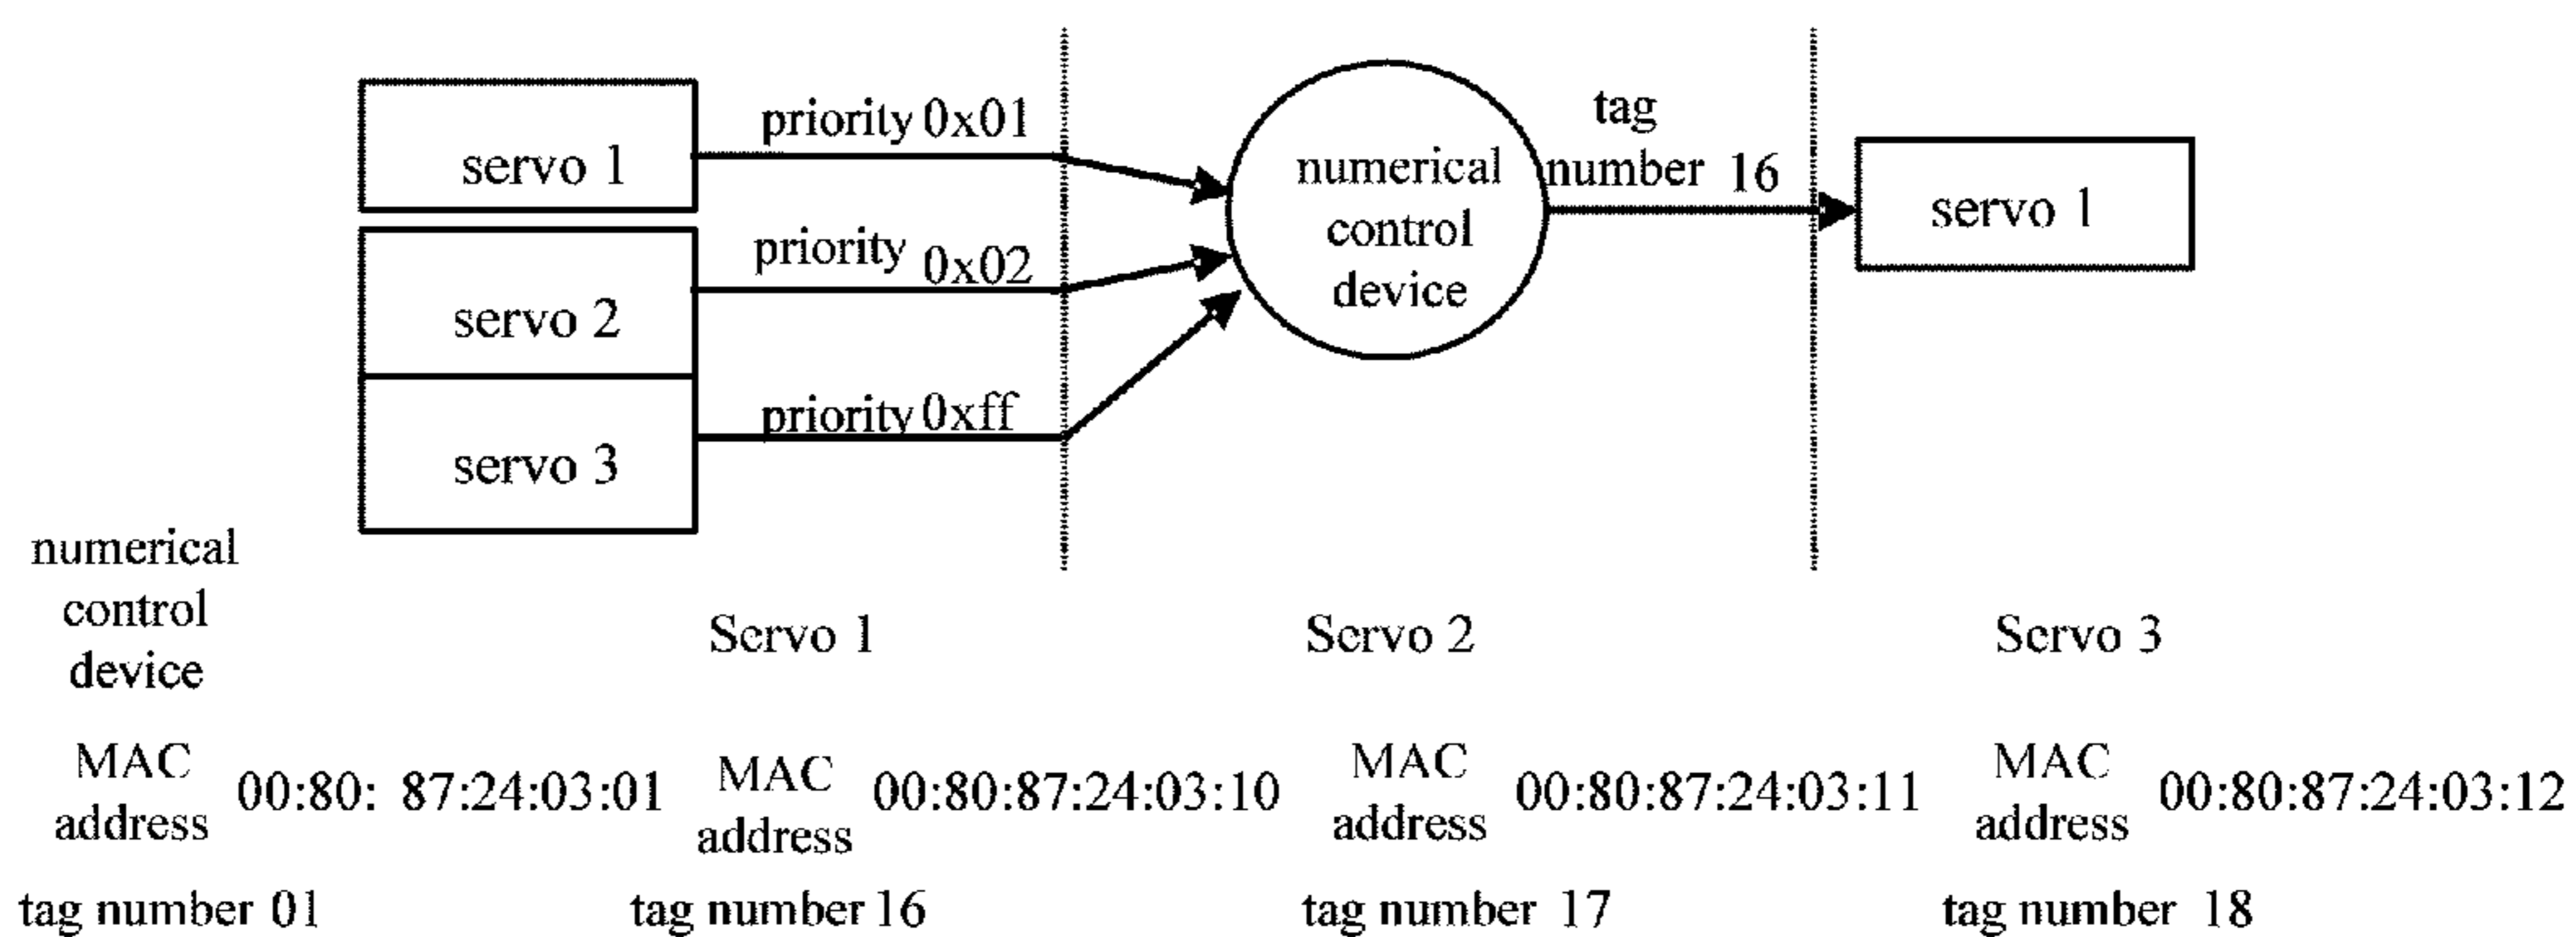 servo 1
priority 0x01
servo 2
priority 0x02
servo 3
priority 0xff
numerical
control
device
tag
number 16
servo 1
numerical
control
device
Servo 1
Servo 2
Servo 3
MAC
address
00:80: 87:24:03:01
MAC
address
00:80:87:24:03:10
MAC
address
00:80:87:24:03:11
MAC
address
00:80:87:24:03:12
tag number 01
tag number 16
tag number 17
tag number 18